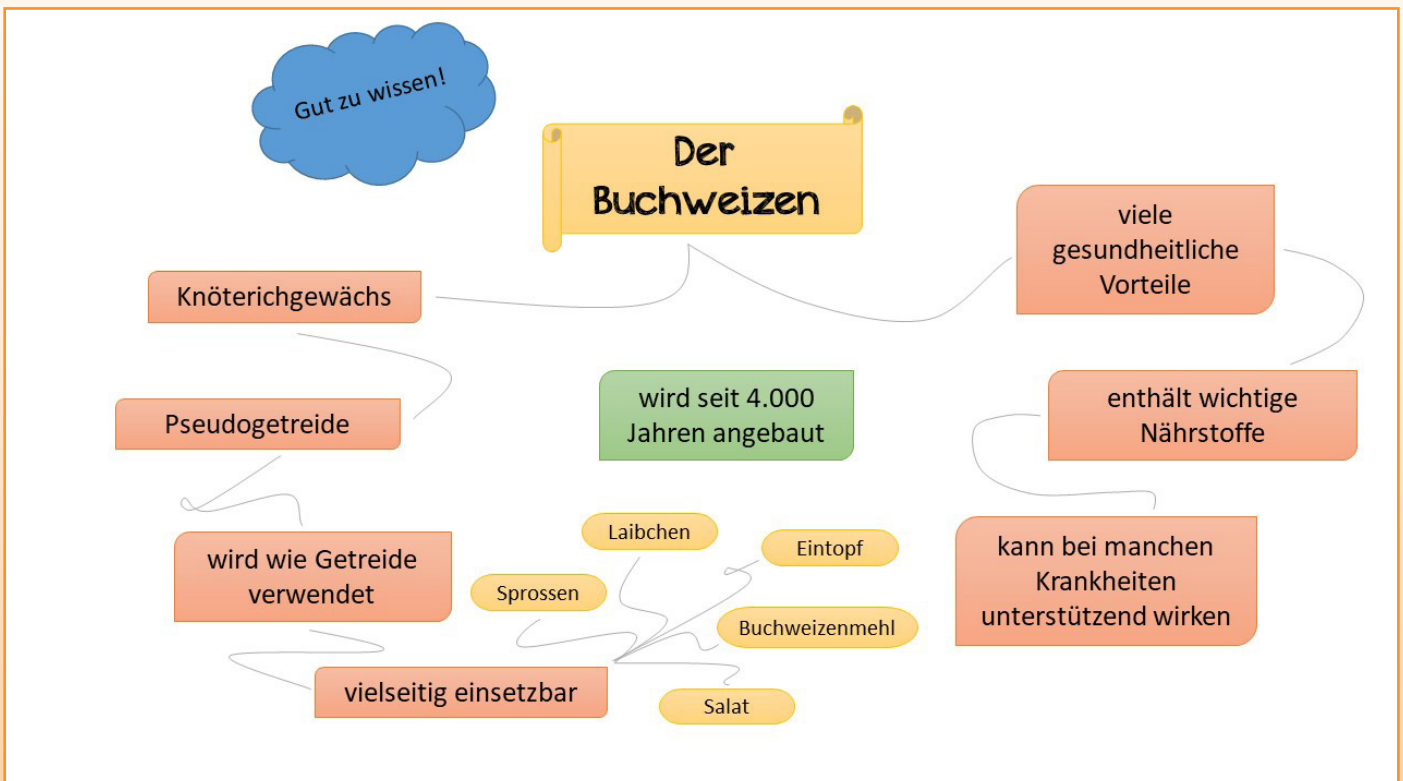 Gut zu wissen!
Der
Buchweizen
viele
gesundheitliche
Vorteile
Knöterichgewächs
Pseudogetreide
wird seit 4.000
Jahren angebaut
enthält wichtige
Nährstoffe
wird wie Getreide
verwendet
Sprossen
Laibchen
Eintopf
Buchweizenmehl
Salat
kann bei manchen
Krankheiten
unterstützend wirken
vielseitig einsetzbar